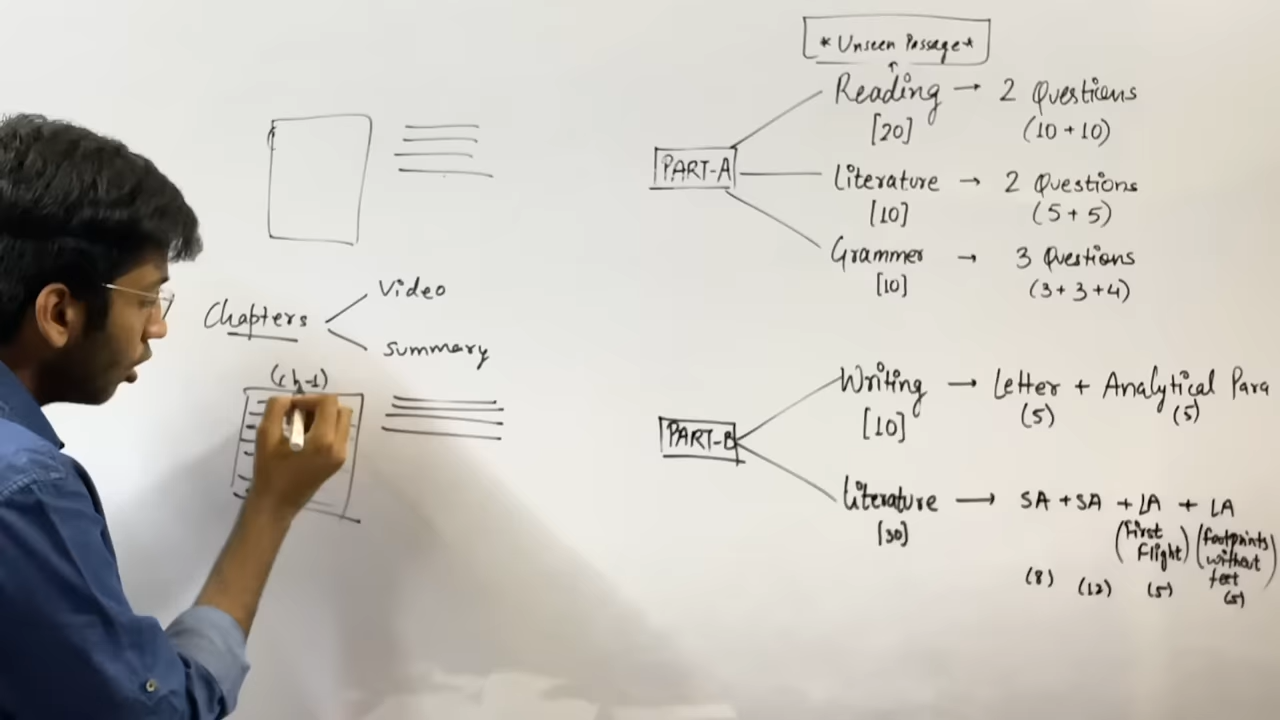 Chapters
Video
Summary
(ch-1)
* Unseen Passage *
PART-A
Reading → 2 Questions
[20] (10 + 10)
Literature → 2 Questions
[10] (5 + 5)
Grammer → 3 Questions
[10] (3 + 3 + 4)
PART-B
Writing → Letter + Analytical Para
[10] (5) (5)
Literature → SA + SA + LA + LA
[30] (First Flight) (footprints without feet)
(8) (12) (5) (5)